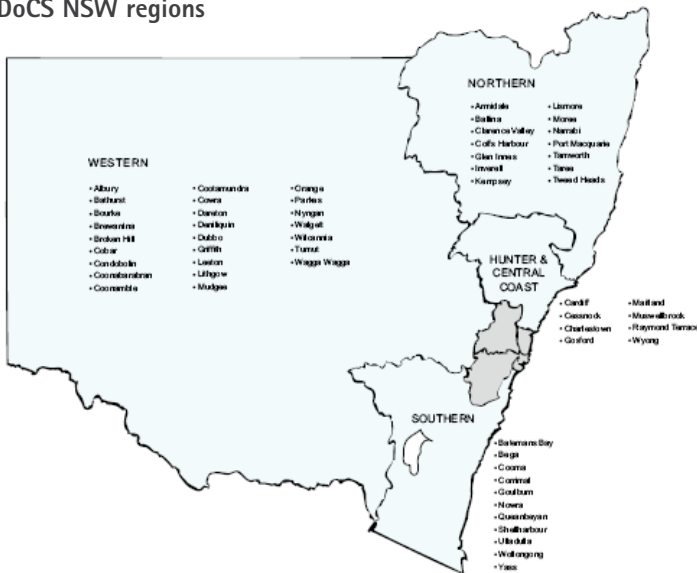 DoCS NSW regions
NORTHERN
• Armidale
• Ballina
• Clarence Valley
• Coffs Harbour
• Glen Innes
• Inverell
• Kempsey
• Lismore
• Moree
• Narrabi
• Port Macquarie
• Tamworth
• Taree
• Tweed Heads
WESTERN
• Albury
• Bathurst
• Bourke
• Brewarrina
• Broken Hill
• Cobar
• Condobolin
• Coonabarabran
• Coonamble
• Cootamundra
• Cowra
• Dareton
• Deniliquin
• Dubbo
• Griffith
• Leeton
• Lithgow
• Mudgee
• Orange
• Parkes
• Nyngan
• Walgett
• Wilcannia
• Tumut
• Wagga Wagga
HUNTER &
CENTRAL
COAST
• Cardiff
• Cessnock
• Charlestown
• Gosford
• Maitland
• Muswellbrook
• Raymond Terrace
• Wyong
SOUTHERN
• Batemans Bay
• Bega
• Cooma
• Corrimal
• Goulburn
• Nowra
• Queanbeyan
• Shellharbour
• Ulladulla
• Wollongong
• Yass